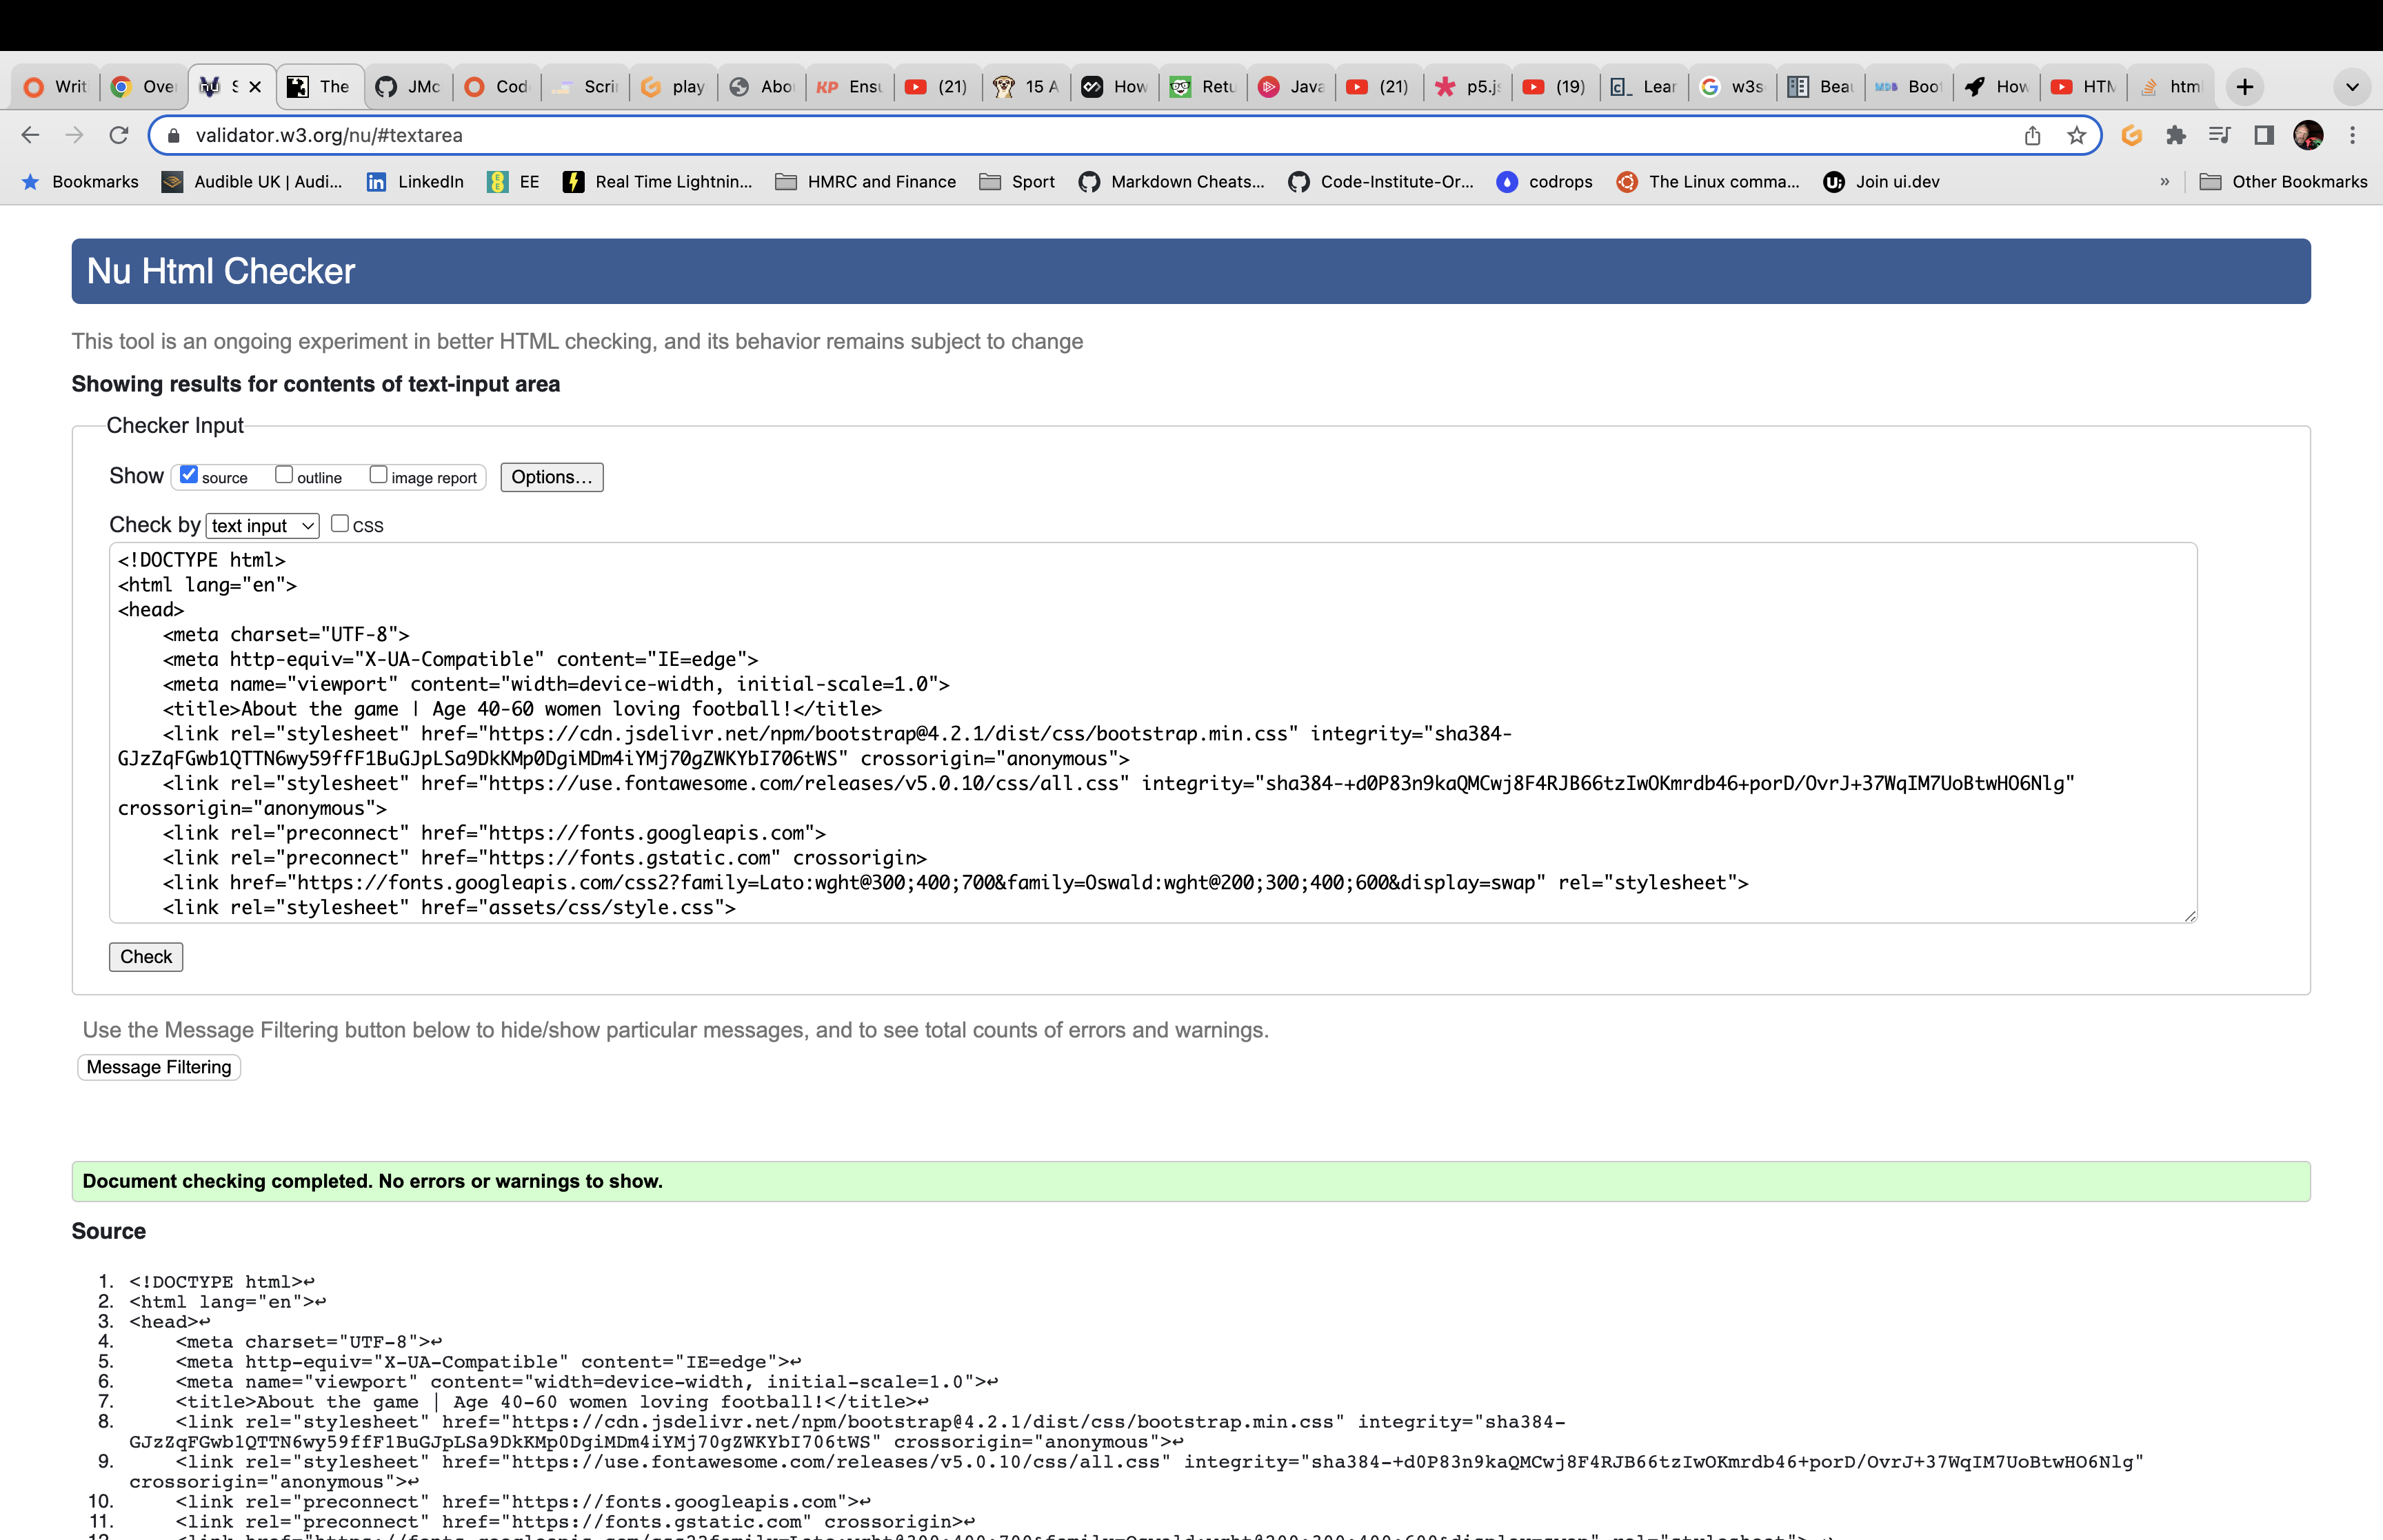 Writ
Over
S
The
JMc
Cod
Scri
play
Abo
KP Ensu
(21)
15 A
How
Retu
Java
(21)
p5.js
(19)
Lear
w3s
Beau
MDB Boot
How
HTM
html
validator.w3.org/nu/#textarea
Bookmarks
Audible UK | Audi...
LinkedIn
EE
Real Time Lightnin...
HMRC and Finance
Sport
Markdown Cheats...
Code-Institute-Or...
codrops
The Linux comma...
Join ui.dev
»
Other Bookmarks
Nu Html Checker
This tool is an ongoing experiment in better HTML checking, and its behavior remains subject to change
Showing results for contents of text-input area
Checker Input
Show source outline image report Options...
Check by text input CSS
<!DOCTYPE html>
<html lang="en">
<head>
    <meta charset="UTF-8">
    <meta http-equiv="X-UA-Compatible" content="IE=edge">
    <meta name="viewport" content="width=device-width, initial-scale=1.0">
    <title>About the game | Age 40-60 women loving football!</title>
    <link rel="stylesheet" href="https://cdn.jsdelivr.net/npm/bootstrap@4.2.1/dist/css/bootstrap.min.css" integrity="sha384-
GJzZqFGwb1QTTN6wy59ffF1BuGJpLSa9DkKMp0DgiMDm4iYMj70gZWKYbI706tWS" crossorigin="anonymous">
    <link rel="stylesheet" href="https://use.fontawesome.com/releases/v5.0.10/css/all.css" integrity="sha384-+d0P83n9kaQMCwj8F4RJB66tzIwOKmrdb46+porD/OvrJ+37WqIM7UoBtwHO6Nlg"
crossorigin="anonymous">
    <link rel="preconnect" href="https://fonts.googleapis.com">
    <link rel="preconnect" href="https://fonts.gstatic.com" crossorigin>
    <link href="https://fonts.googleapis.com/css2?family=Lato:wght@300;400;700&family=Oswald:wght@200;300;400;600&display=swap" rel="stylesheet">
    <link rel="stylesheet" href="assets/css/style.css">
Check
Use the Message Filtering button below to hide/show particular messages, and to see total counts of errors and warnings.
Message Filtering
Document checking completed. No errors or warnings to show.
Source
1. <!DOCTYPE html>↩
2. <html lang="en">↩
3. <head>↩
4.     <meta charset="UTF-8">↩
5.     <meta http-equiv="X-UA-Compatible" content="IE=edge">↩
6.     <meta name="viewport" content="width=device-width, initial-scale=1.0">↩
7.     <title>About the game | Age 40-60 women loving football!</title>↩
8.     <link rel="stylesheet" href="https://cdn.jsdelivr.net/npm/bootstrap@4.2.1/dist/css/bootstrap.min.css" integrity="sha384-
GJzZqFGwb1QTTN6wy59ffF1BuGJpLSa9DkKMp0DgiMDm4iYMj70gZWKYbI706tWS" crossorigin="anonymous">↩
9.     <link rel="stylesheet" href="https://use.fontawesome.com/releases/v5.0.10/css/all.css" integrity="sha384-+d0P83n9kaQMCwj8F4RJB66tzIwOKmrdb46+porD/OvrJ+37WqIM7UoBtwHO6Nlg"
crossorigin="anonymous">↩
10.     <link rel="preconnect" href="https://fonts.googleapis.com">↩
11.     <link rel="preconnect" href="https://fonts.gstatic.com" crossorigin>↩